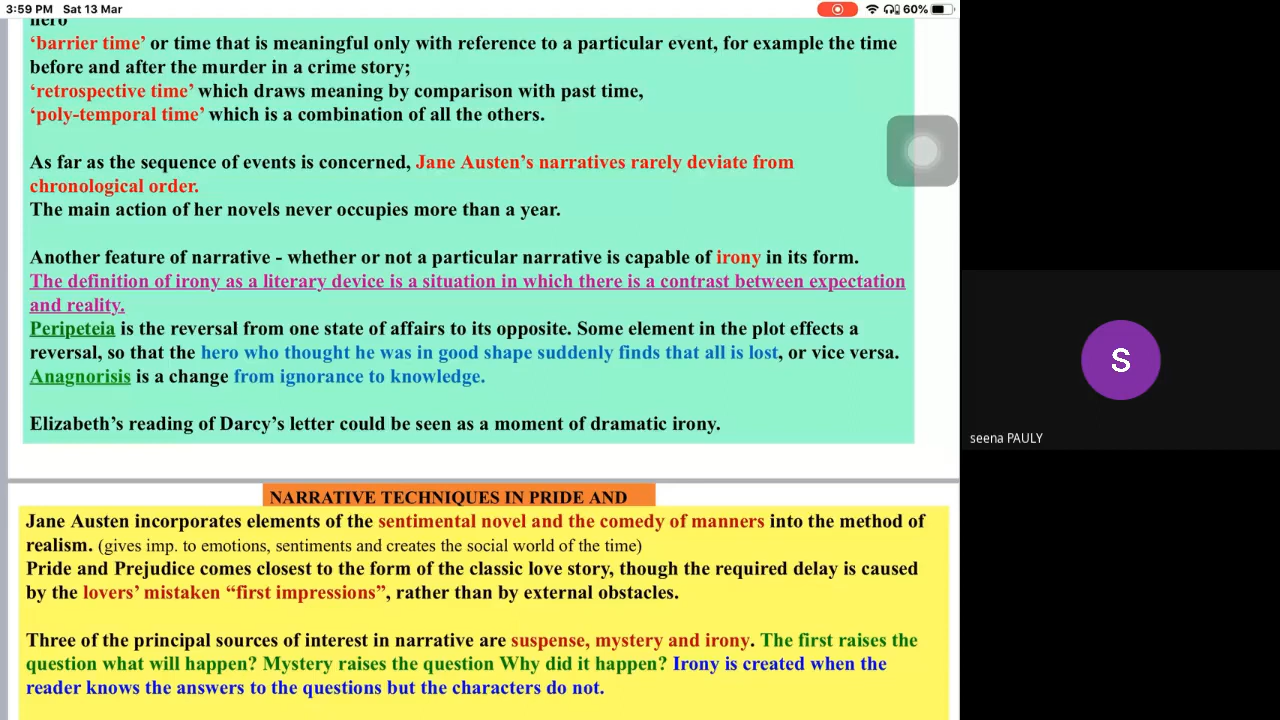 3:59 PM Sat 13 Mar
60%
hero
‘barrier time’ or time that is meaningful only with reference to a particular event, for example the time
before and after the murder in a crime story;
‘retrospective time’ which draws meaning by comparison with past time,
‘poly-temporal time’ which is a combination of all the others.
As far as the sequence of events is concerned, Jane Austen’s narratives rarely deviate from
chronological order.
The main action of her novels never occupies more than a year.
Another feature of narrative - whether or not a particular narrative is capable of irony in its form.
The definition of irony as a literary device is a situation in which there is a contrast between expectation
and reality.
Peripeteia is the reversal from one state of affairs to its opposite. Some element in the plot effects a
reversal, so that the hero who thought he was in good shape suddenly finds that all is lost, or vice versa.
Anagnorisis is a change from ignorance to knowledge.
Elizabeth’s reading of Darcy’s letter could be seen as a moment of dramatic irony.
S
seena PAULY
NARRATIVE TECHNIQUES IN PRIDE AND
Jane Austen incorporates elements of the sentimental novel and the comedy of manners into the method of
realism. (gives imp. to emotions, sentiments and creates the social world of the time)
Pride and Prejudice comes closest to the form of the classic love story, though the required delay is caused
by the lovers’ mistaken “first impressions”, rather than by external obstacles.
Three of the principal sources of interest in narrative are suspense, mystery and irony. The first raises the
question what will happen? Mystery raises the question Why did it happen? Irony is created when the
reader knows the answers to the questions but the characters do not.